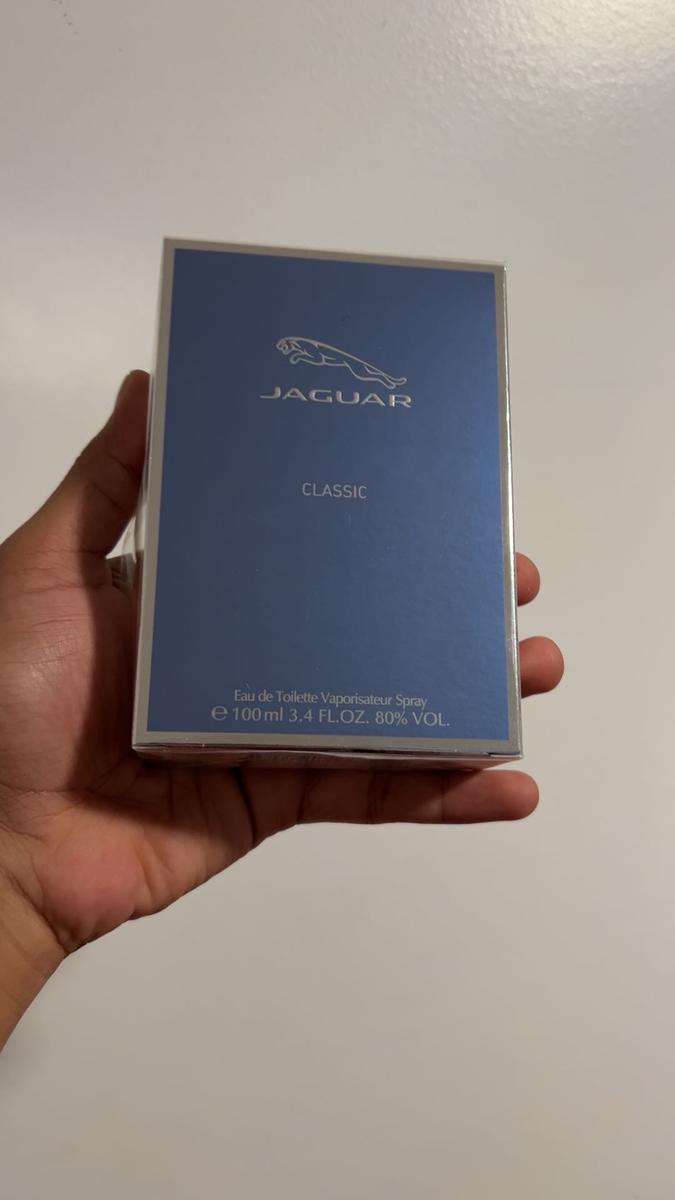 JAGUAR
CLASSIC
Eau de Toilette Vaporisateur Spray
℮ 100 ml 3.4 FL.OZ. 80% VOL.